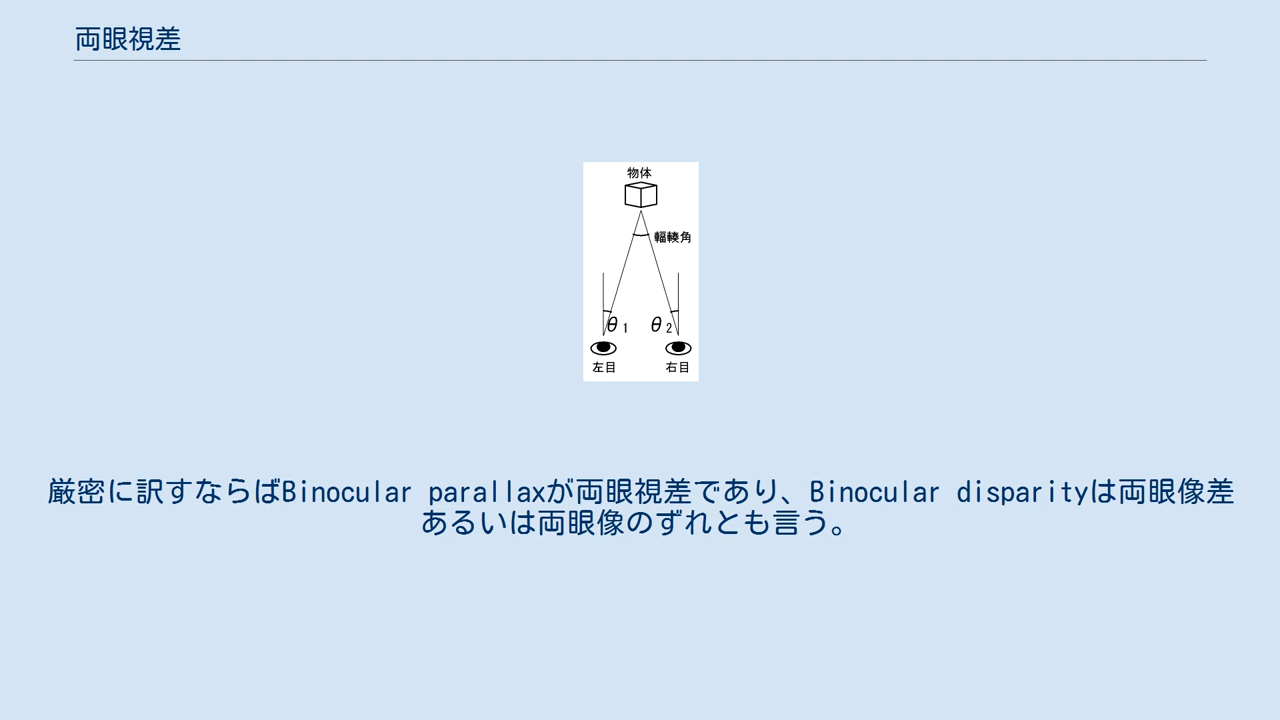 両眼視差
物体
輻輳角
θ1 θ2
左目 右目
厳密に訳すならばBinocular parallaxが両眼視差であり、Binocular disparityは両眼像差
あるいは両眼像のずれとも言う。